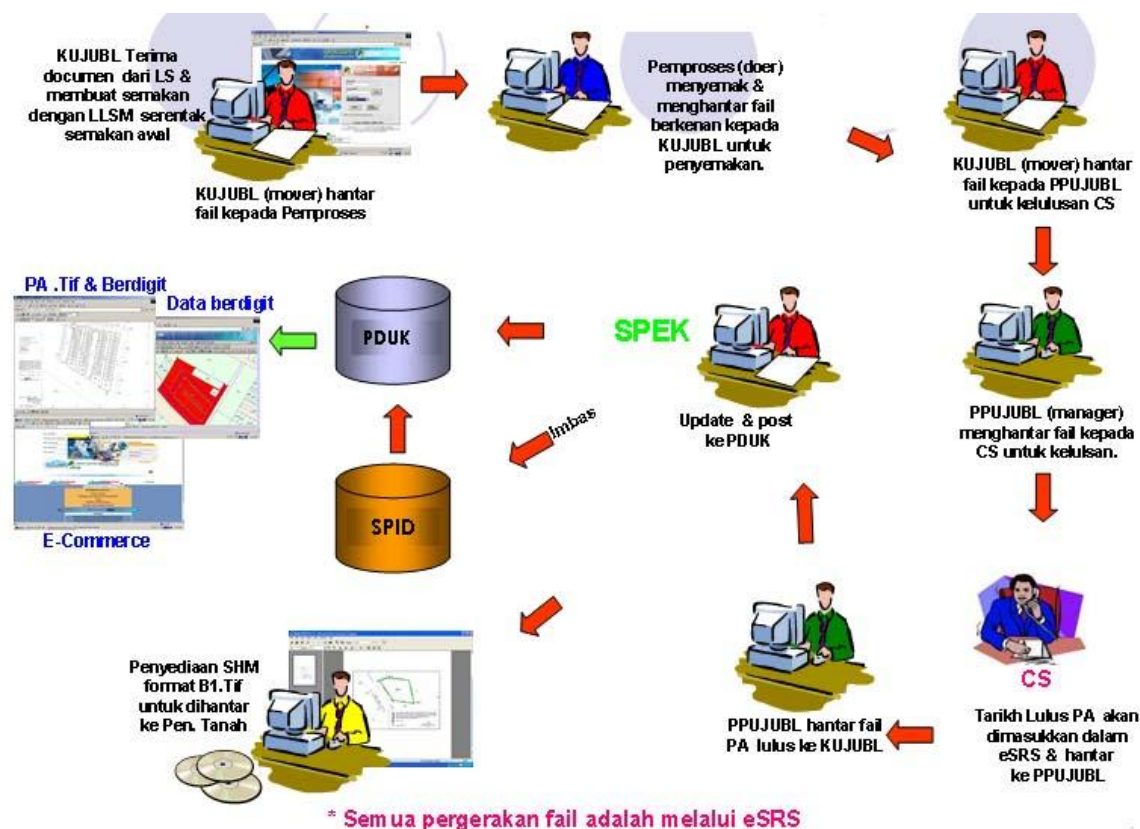 KUJUBL Terima
documen dari LS &
membuat semakan
dengan LLSM serentak
semakan awal
KUJUBL (mover) hantar
fail kepada Pemproses
Pemproses (doer)
menyemak &
menghantar fail
berkenan kepada
KUJUBL untuk
penyemakan.
KUJUBL (mover) hantar
fail kepada PPUJUBL
untuk kelulusan CS
PPUJUBL (manager)
menghantar fail kepada
CS untuk kelulsan.
CS
Tarikh Lulus PA akan
dimasukkan dalam
eSRS & hantar
ke PPUJUBL
PPUJUBL hantar fail
PA lulus ke KUJUBL
Update & post
ke PDUK
SPEK
Imbas
PDUK
SPID
PA .Tif & Berdigit
Data berdigit
E-Commerce
Penyediaan SHM
format B1.Tif
untuk dihantar
ke Pen. Tanah
* Semua pergerakan fail adalah melalui eSRS